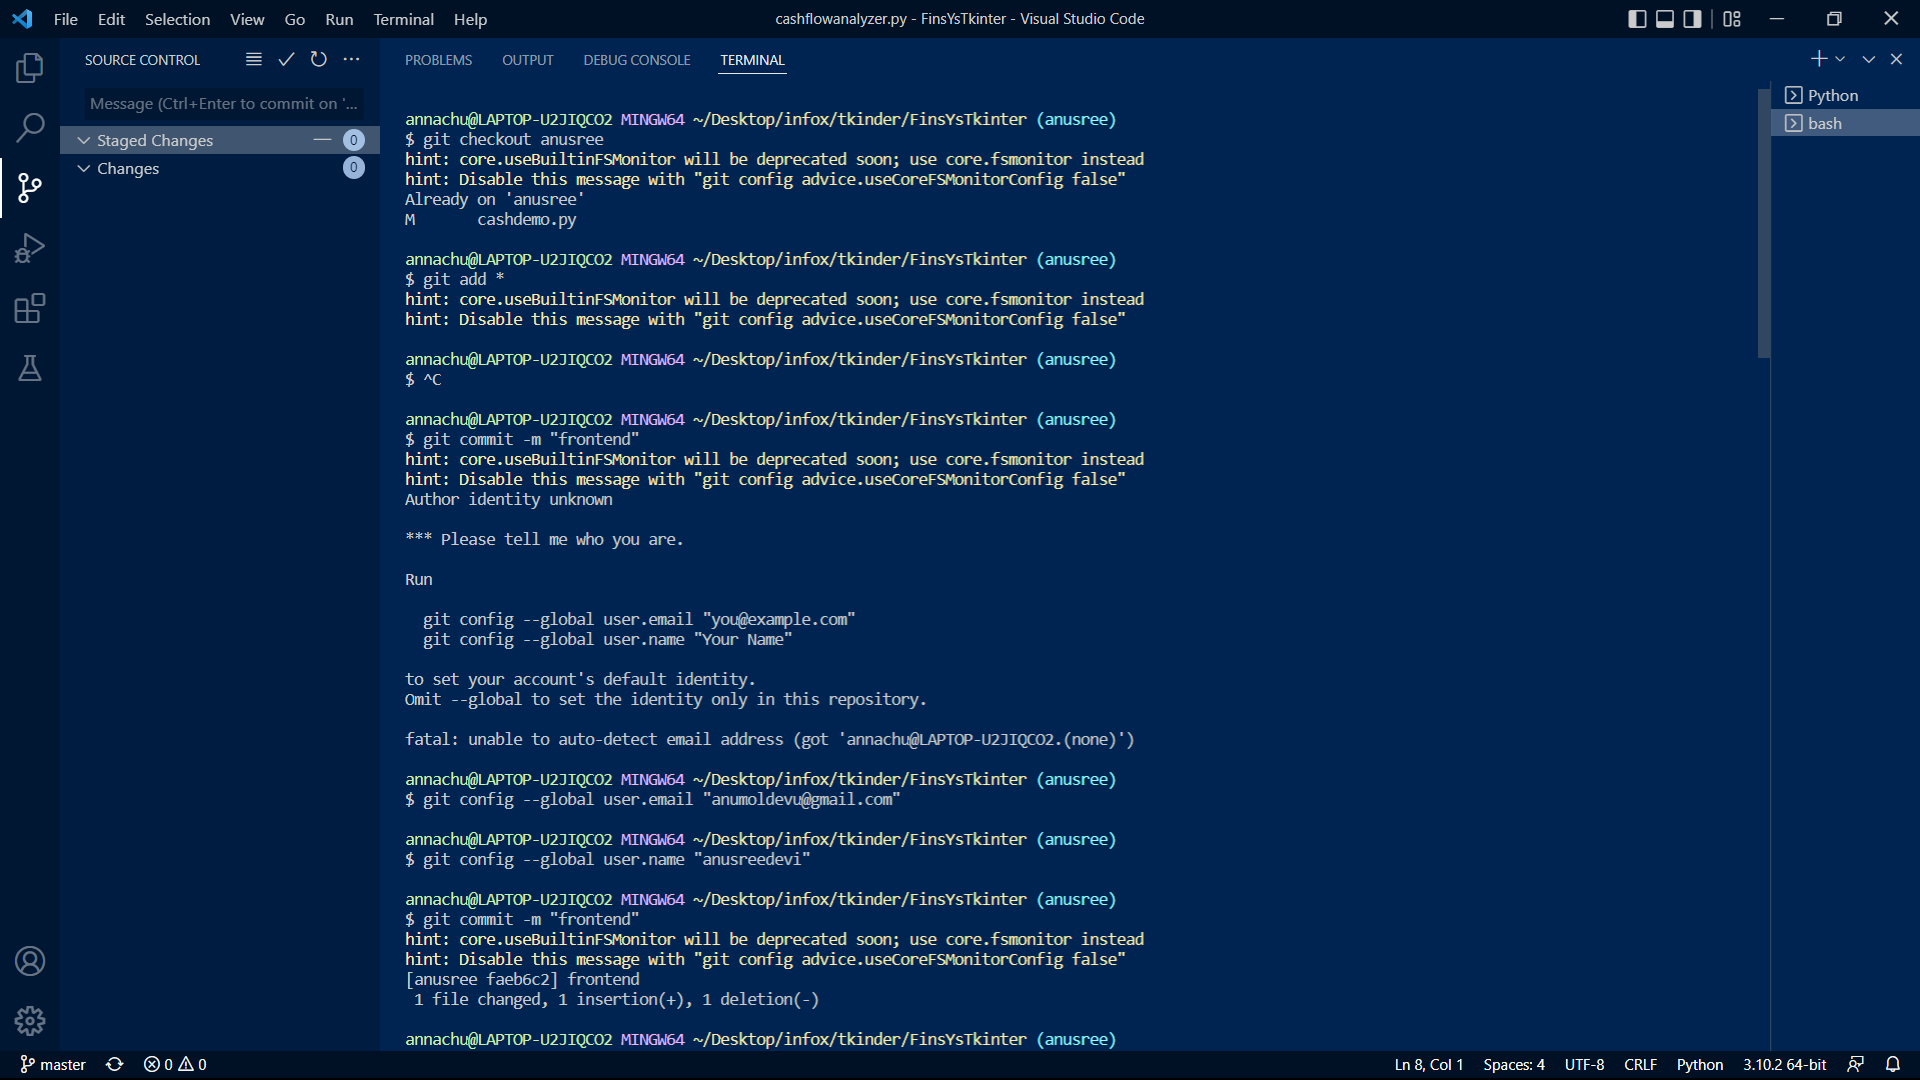 File Edit Selection View Go Run Terminal Help
cashflowanalyzer.py - FinsYsTkinter - Visual Studio Code
SOURCE CONTROL
Message (Ctrl+Enter to commit on '...
Staged Changes 0
Changes 0
PROBLEMS OUTPUT DEBUG CONSOLE TERMINAL
annachu@LAPTOP-U2JIQCO2 MINGW64 ~/Desktop/infox/tkinder/FinsYsTkinter (anusree)
$ git checkout anusree
hint: core.useBuiltinFSMonitor will be deprecated soon; use core.fsmonitor instead
hint: Disable this message with "git config advice.useCoreFSMonitorConfig false"
Already on 'anusree'
M       cashdemo.py
annachu@LAPTOP-U2JIQCO2 MINGW64 ~/Desktop/infox/tkinder/FinsYsTkinter (anusree)
$ git add *
hint: core.useBuiltinFSMonitor will be deprecated soon; use core.fsmonitor instead
hint: Disable this message with "git config advice.useCoreFSMonitorConfig false"
annachu@LAPTOP-U2JIQCO2 MINGW64 ~/Desktop/infox/tkinder/FinsYsTkinter (anusree)
$ ^C
annachu@LAPTOP-U2JIQCO2 MINGW64 ~/Desktop/infox/tkinder/FinsYsTkinter (anusree)
$ git commit -m "frontend"
hint: core.useBuiltinFSMonitor will be deprecated soon; use core.fsmonitor instead
hint: Disable this message with "git config advice.useCoreFSMonitorConfig false"
Author identity unknown
*** Please tell me who you are.
Run
  git config --global user.email "you@example.com"
  git config --global user.name "Your Name"
to set your account's default identity.
Omit --global to set the identity only in this repository.
fatal: unable to auto-detect email address (got 'annachu@LAPTOP-U2JIQCO2.(none)')
annachu@LAPTOP-U2JIQCO2 MINGW64 ~/Desktop/infox/tkinder/FinsYsTkinter (anusree)
$ git config --global user.email "anumoldevu@gmail.com"
annachu@LAPTOP-U2JIQCO2 MINGW64 ~/Desktop/infox/tkinder/FinsYsTkinter (anusree)
$ git config --global user.name "anusreedevi"
annachu@LAPTOP-U2JIQCO2 MINGW64 ~/Desktop/infox/tkinder/FinsYsTkinter (anusree)
$ git commit -m "frontend"
hint: core.useBuiltinFSMonitor will be deprecated soon; use core.fsmonitor instead
hint: Disable this message with "git config advice.useCoreFSMonitorConfig false"
[anusree faeb6c2] frontend
 1 file changed, 1 insertion(+), 1 deletion(-)
annachu@LAPTOP-U2JIQCO2 MINGW64 ~/Desktop/infox/tkinder/FinsYsTkinter (anusree)
Python
bash
master 0 0
Ln 8, Col 1 Spaces: 4 UTF-8 CRLF Python 3.10.2 64-bit